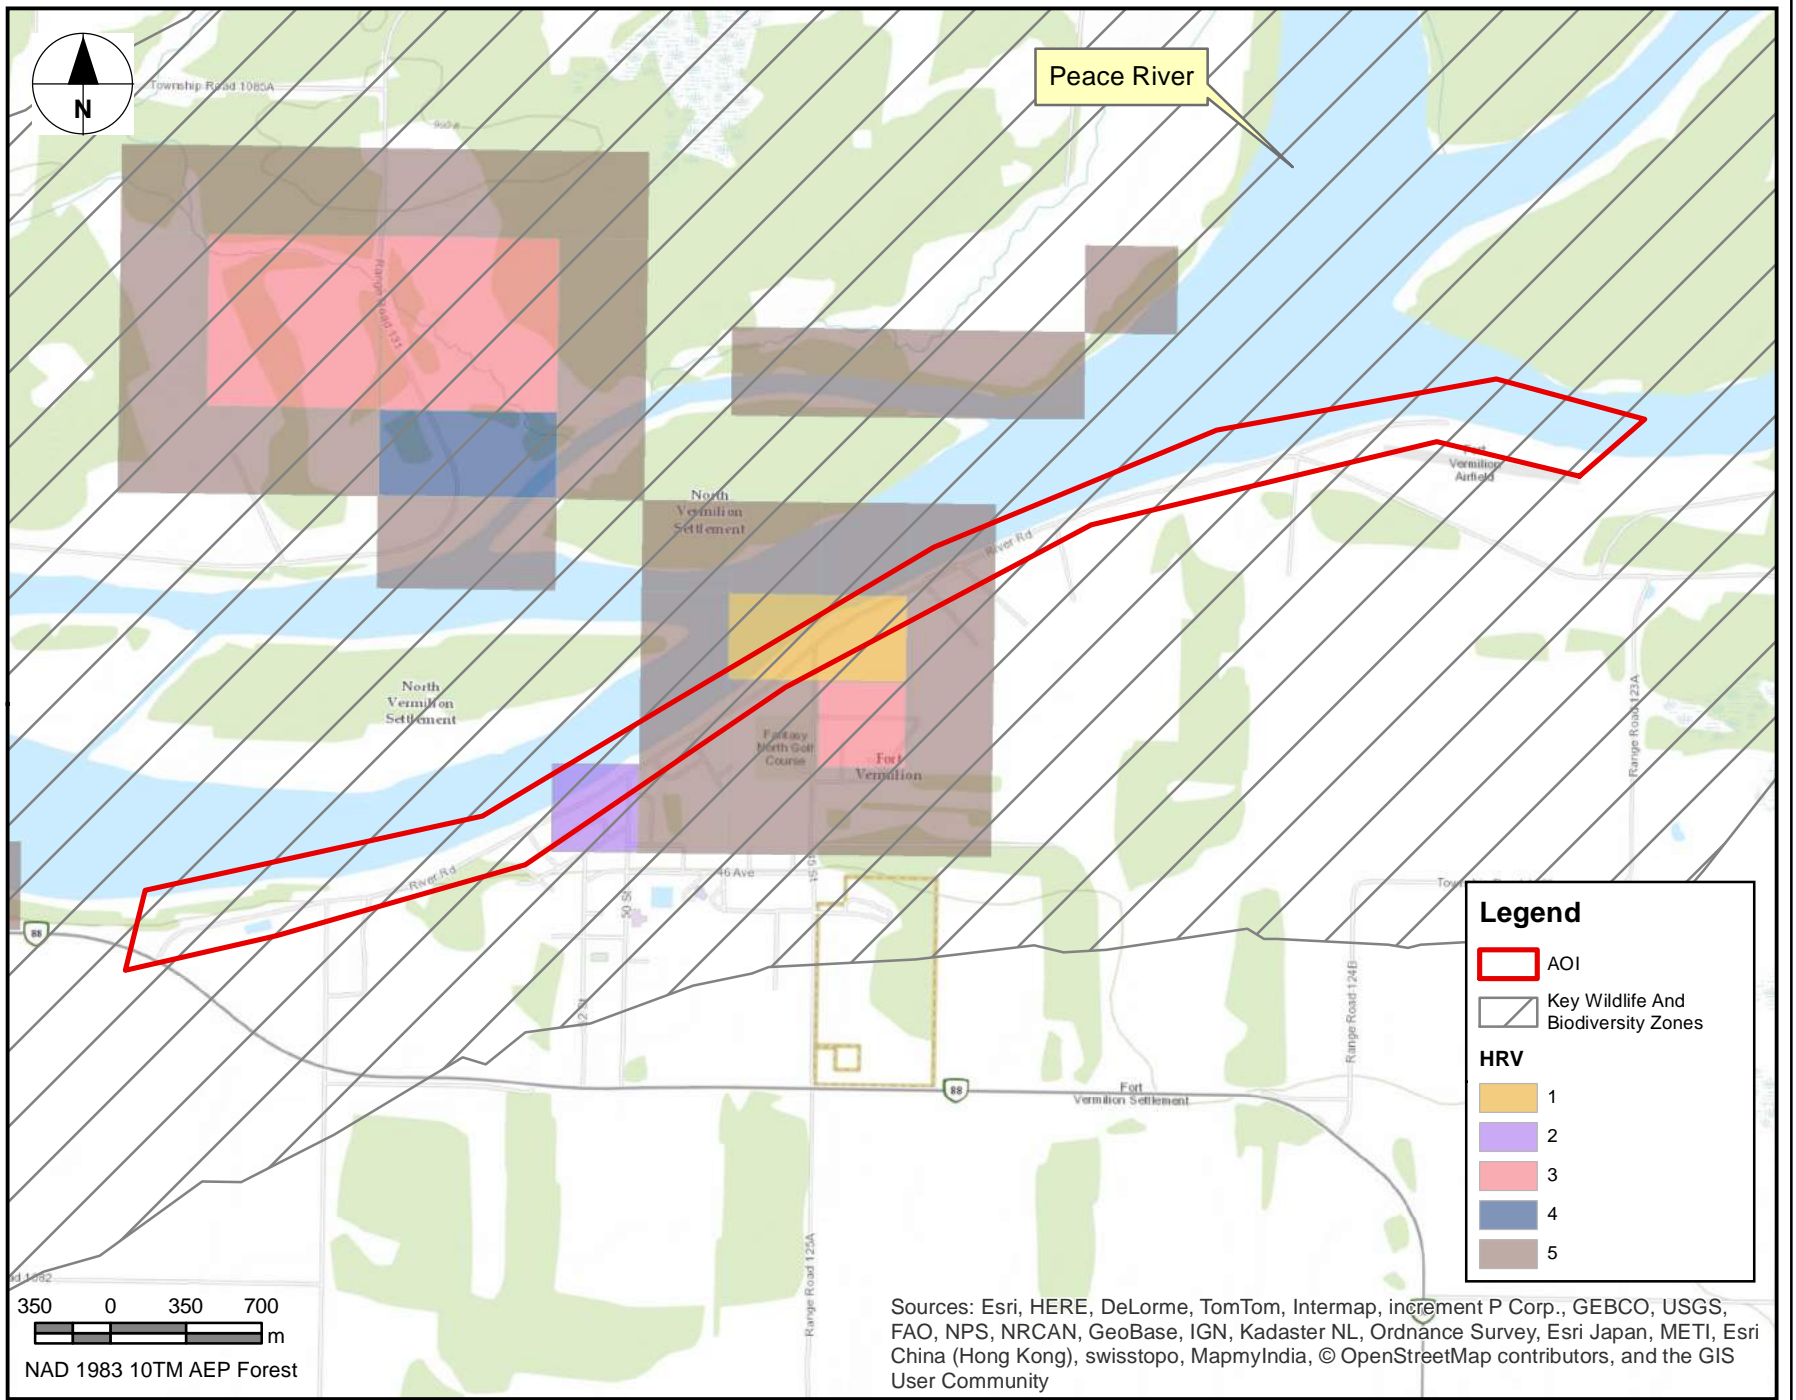 Peace River
N
Township Road 1085A
Range Road 131
North
Vermilion
Settlement
Fort
Vermilion
Airfield
River Rd
North
Vermilion
Settlement
Fantasy
North Golf
Course
Fort
Vermilion
Range Road 123A
River Rd
46 Ave
50 St
88
Range Road 124B
88
Fort
Vermilion Settlement
Range Road 125A
Legend
AOI
Key Wildlife And
Biodiversity Zones
HRV
1
2
3
4
5
350 0 350 700
m
NAD 1983 10TM AEP Forest
Sources: Esri, HERE, DeLorme, TomTom, Intermap, increment P Corp., GEBCO, USGS,
FAO, NPS, NRCAN, GeoBase, IGN, Kadaster NL, Ordnance Survey, Esri Japan, METI, Esri
China (Hong Kong), swisstopo, MapmyIndia, © OpenStreetMap contributors, and the GIS
User Community